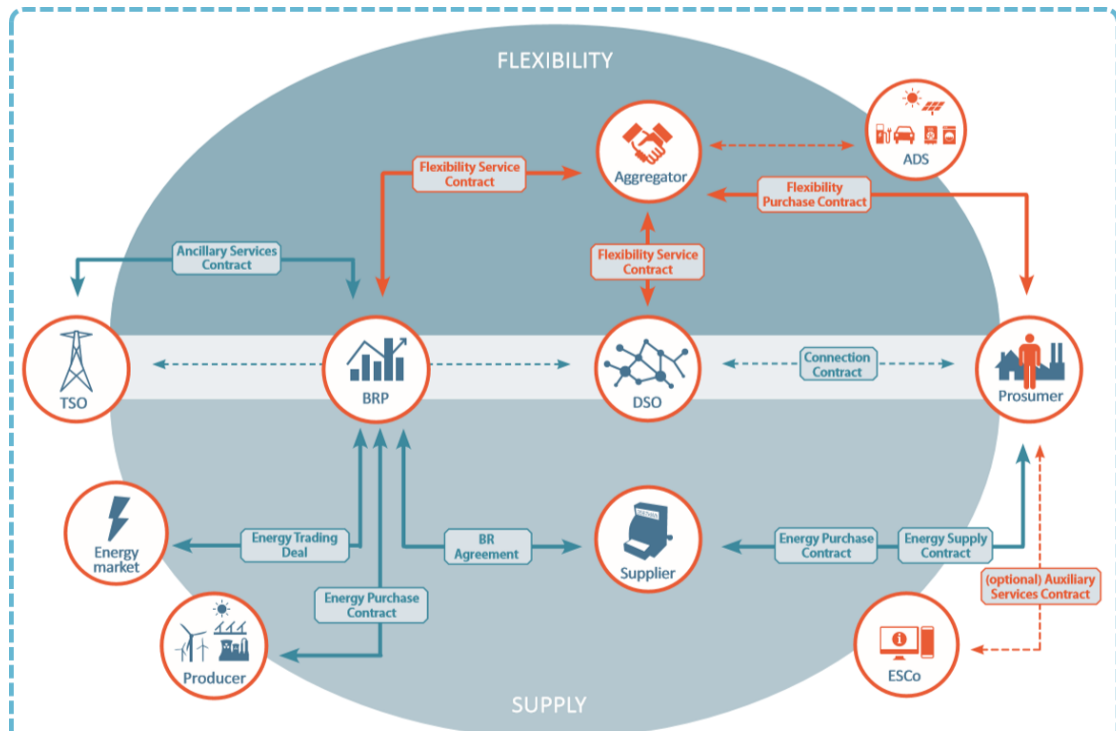 FLEXIBILITY
ADS
Aggregator
Flexibility Service
Contract
Flexibility
Purchase Contract
Ancillary Services
Contract
Flexibility Service
Contract
TSO
BRP
DSO
Connection
Contract
Prosumer
Energy
market
Energy Trading
Deal
BR
Agreement
Supplier
Energy Purchase
Contract
Energy Supply
Contract
(optional) Auxiliary
Services Contract
Energy Purchase
Contract
Producer
ESCo
SUPPLY